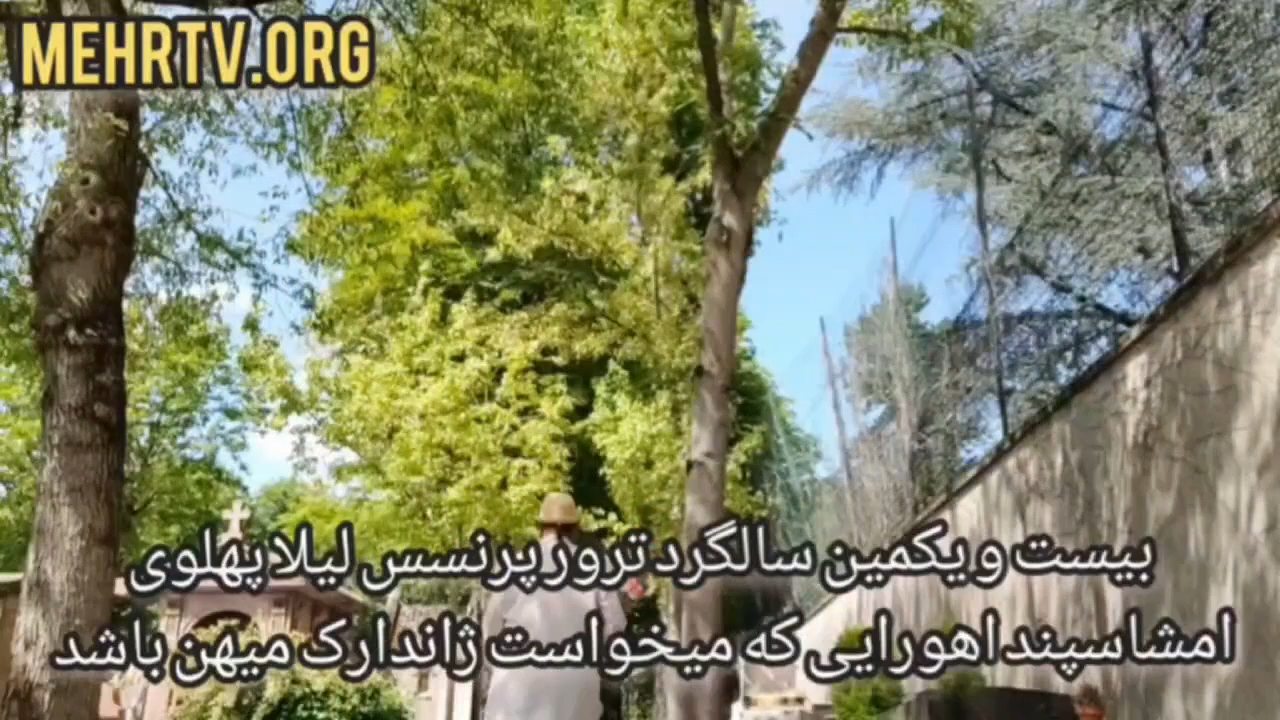 MEHRTV.ORG
بیست و یکمین سالگرد ترور پرنسس لیلا پهلوی
امشاسپند اهورایی که میخواست ژاندارک میهن باشد